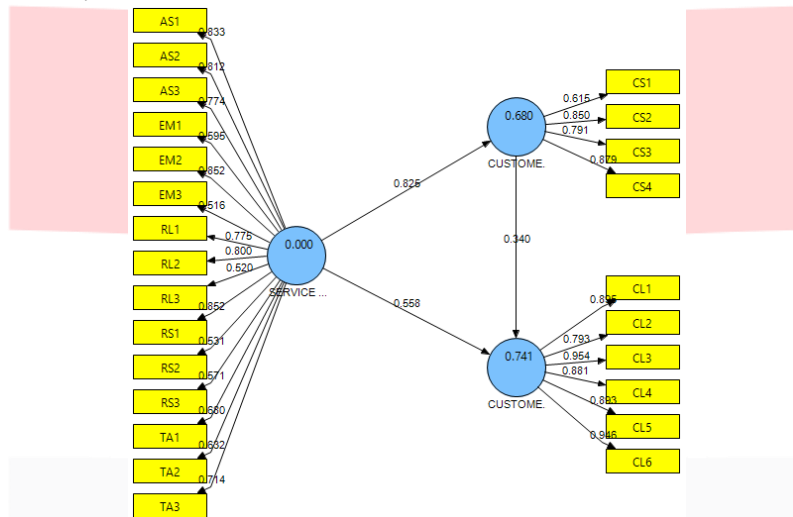 AS1
0.833
AS2
0.812
AS3
0.774
EM1
0.595
EM2
0.852
EM3
0.516
RL1
0.775
RL2
0.800
RL3
0.520
RS1
0.852
RS2
0.531
RS3
0.571
TA1
0.680
TA2
0.632
TA3
0.714
0.000
SERVICE ...
0.825
0.558
0.680
CUSTOME.
0.340
0.741
CUSTOME.
CS1
0.615
CS2
0.850
CS3
0.791
CS4
0.879
CL1
0.895
CL2
0.793
CL3
0.954
CL4
0.881
CL5
0.893
CL6
0.946